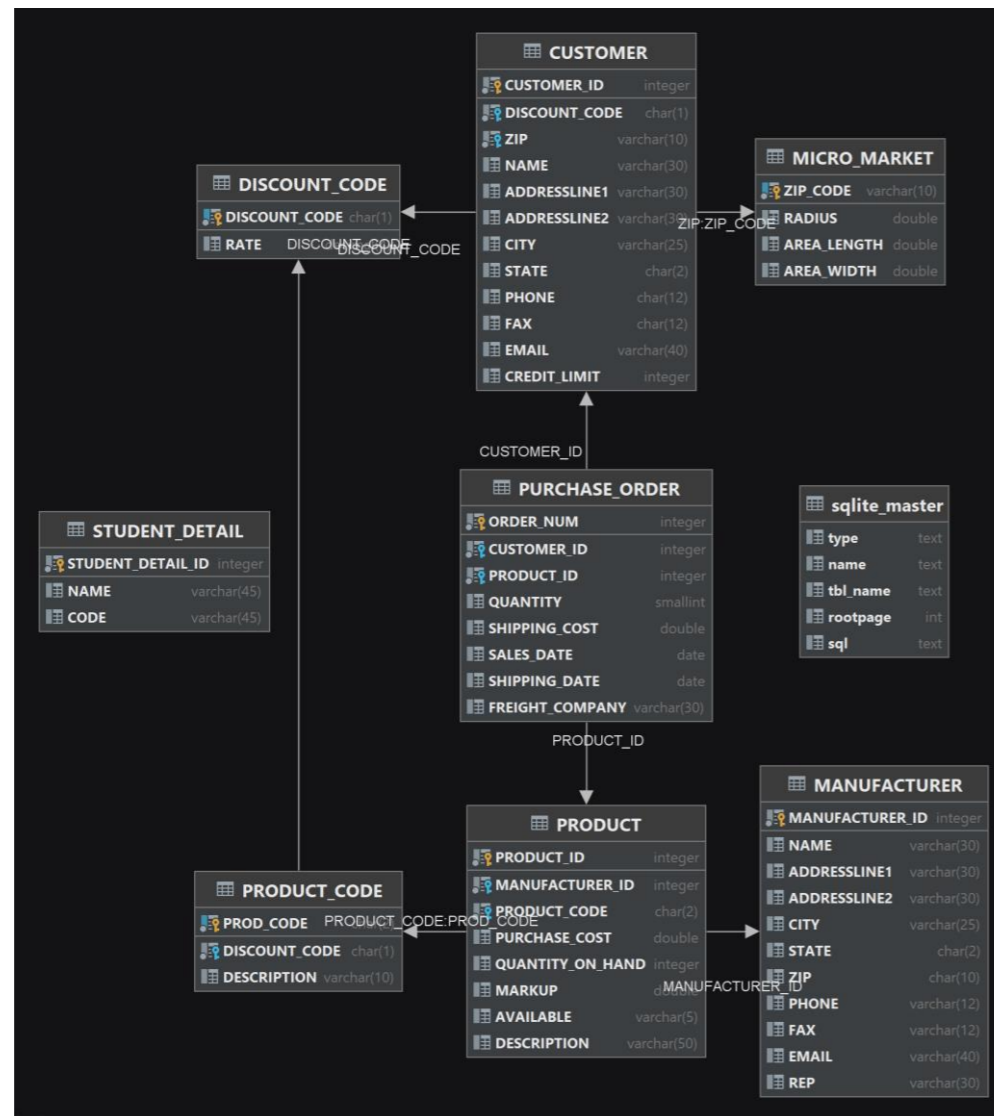 CUSTOMER
CUSTOMER_ID integer
DISCOUNT_CODE char(1)
ZIP varchar(10)
NAME varchar(30)
ADDRESSLINE1 varchar(30)
ADDRESSLINE2 varchar(30)
CITY varchar(25)
STATE char(2)
PHONE char(12)
FAX char(12)
EMAIL varchar(40)
CREDIT_LIMIT integer
MICRO_MARKET
ZIP_CODE varchar(10)
RADIUS double
AREA_LENGTH double
AREA_WIDTH double
ZIP:ZIP_CODE
DISCOUNT_CODE
DISCOUNT_CODE char(1)
RATE
DISCOUNT_CODE
DISCOUNT_CODE
CUSTOMER_ID
PURCHASE_ORDER
ORDER_NUM integer
CUSTOMER_ID integer
PRODUCT_ID integer
QUANTITY smallint
SHIPPING_COST double
SALES_DATE date
SHIPPING_DATE date
FREIGHT_COMPANY varchar(30)
sqlite_master
type text
name text
tbl_name text
rootpage int
sql text
STUDENT_DETAIL
STUDENT_DETAIL_ID integer
NAME varchar(45)
CODE varchar(45)
PRODUCT_ID
PRODUCT
PRODUCT_ID integer
MANUFACTURER_ID integer
PRODUCT_CODE char(2)
PURCHASE_COST double
QUANTITY_ON_HAND integer
MARKUP double
AVAILABLE varchar(5)
DESCRIPTION varchar(50)
MANUFACTURER
MANUFACTURER_ID integer
NAME varchar(30)
ADDRESSLINE1 varchar(30)
ADDRESSLINE2 varchar(30)
CITY varchar(25)
STATE char(2)
ZIP char(10)
PHONE varchar(12)
FAX varchar(12)
EMAIL varchar(40)
REP varchar(30)
MANUFACTURER_ID
PRODUCT_CODE
PROD_CODE
DISCOUNT_CODE char(1)
DESCRIPTION varchar(10)
PRODUCT_CODE:PROD_CODE